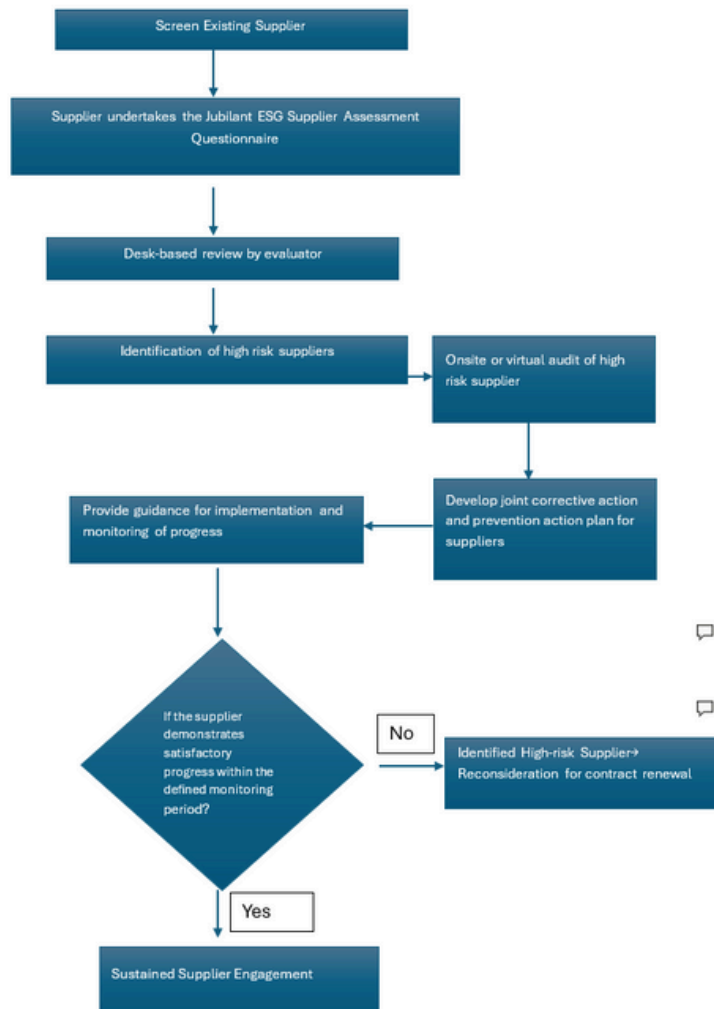 Screen Existing Supplier
Supplier undertakes the Jubilant ESG Supplier Assessment
Questionnaire
Desk-based review by evaluator
Identification of high risk suppliers
Onsite or virtual audit of high
risk supplier
Develop joint corrective action
and prevention action plan for
suppliers
Provide guidance for implementation and
monitoring of progress
If the supplier
demonstrates
satisfactory
progress within the
defined monitoring
period?
No
Identified High-risk Supplier→
Reconsideration for contract renewal
Yes
Sustained Supplier Engagement